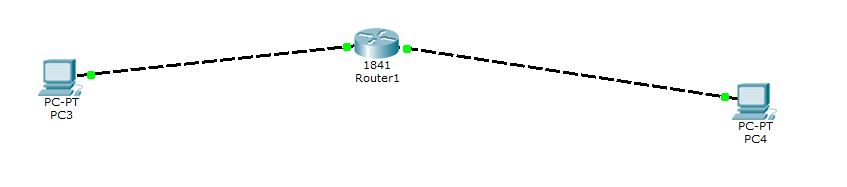 1841
Router1
PC-PT
PC3
PC-PT
PC4